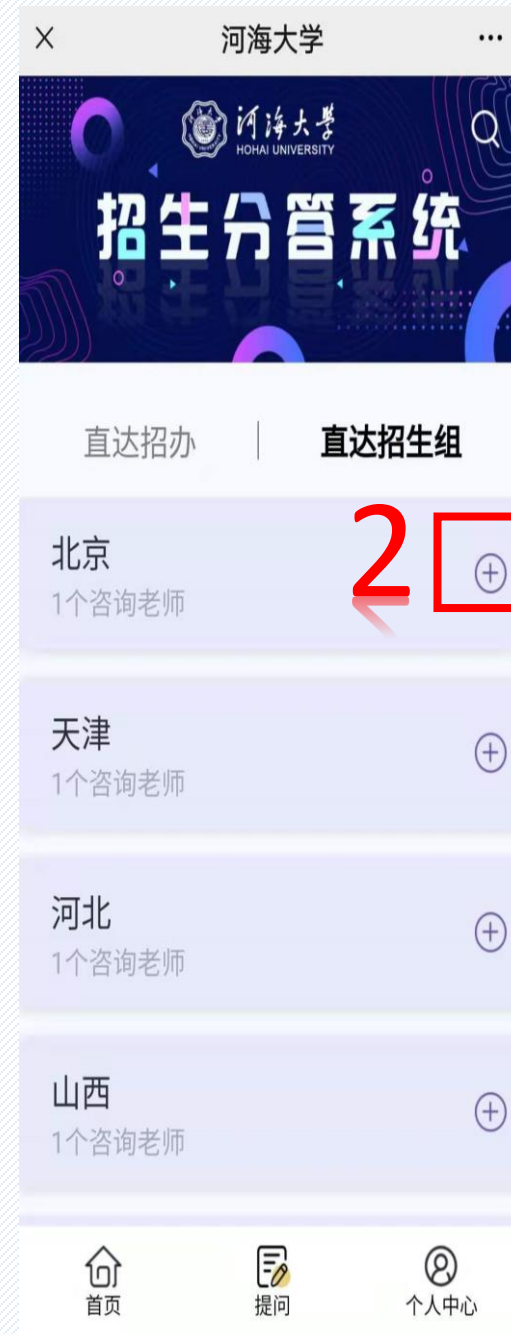 河海大学
河海大學
HOHAI UNIVERSITY
招生分答系统
直达招办
直达招生组
北京
1个咨询老师
2
天津
1个咨询老师
河北
1个咨询老师
山西
1个咨询老师
首页
提问
个人中心